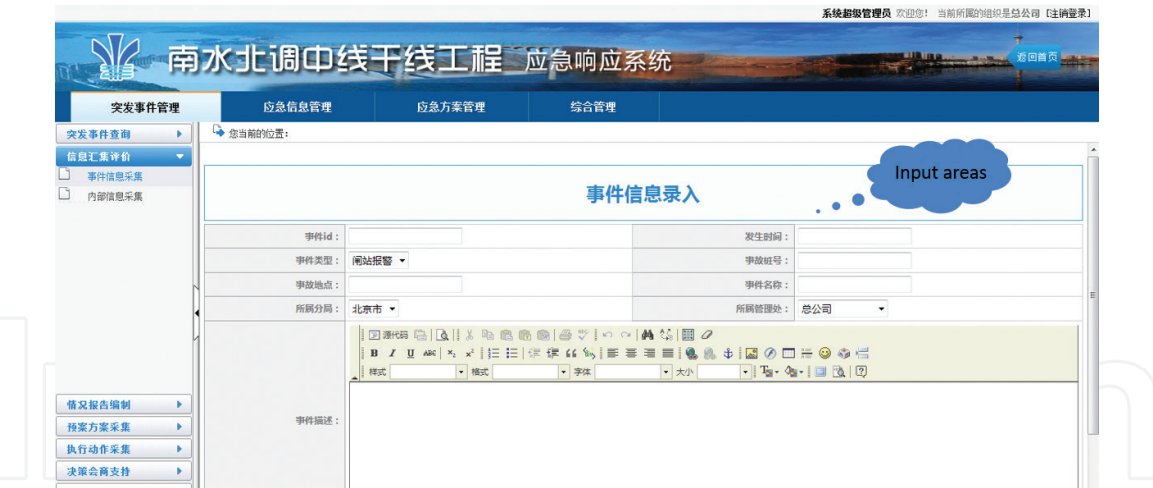 系统超级管理员 欢迎您! 当前所属的组织是总公司 [注销登录]
南水北调中线干线工程 应急响应系统
返回首页
突发事件管理 应急信息管理 应急方案管理 综合管理
突发事件查询
您当前的位置:
信息汇集评价
事件信息采集
内部信息采集
Input areas
事件信息录入
事件id: 发生时间:
事件类型: 闸站报警 事故桩号:
事故地点: 事件名称:
所属分局: 北京市 所属管理处: 总公司
源代码
B I U ABC x₂ x²
样式 格式 字体 大小
事件描述:
情况报告编制
预案方案采集
执行动作采集
决策会商支持